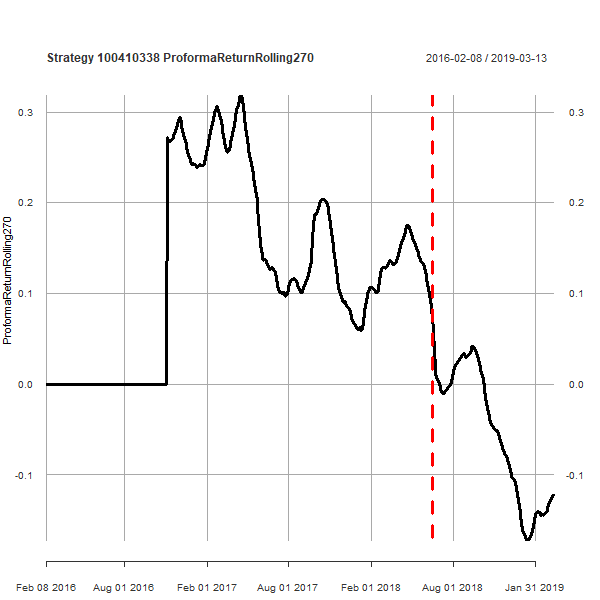 Strategy 100410338 ProformaReturnRolling270
2016-02-08 / 2019-03-13
ProformaReturnRolling270
0.3
0.2
0.1
0.0
-0.1
0.3
0.2
0.1
0.0
-0.1
Feb 08 2016
Aug 01 2016
Feb 01 2017
Aug 01 2017
Feb 01 2018
Aug 01 2018
Jan 31 2019